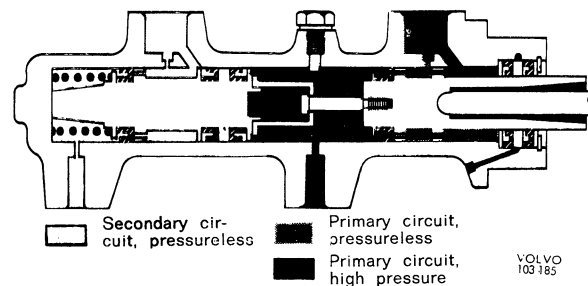 Secondary cir-
cuit, pressureless
Primary circuit,
pressureless
Primary circuit,
high pressure
VOLVO
103 185